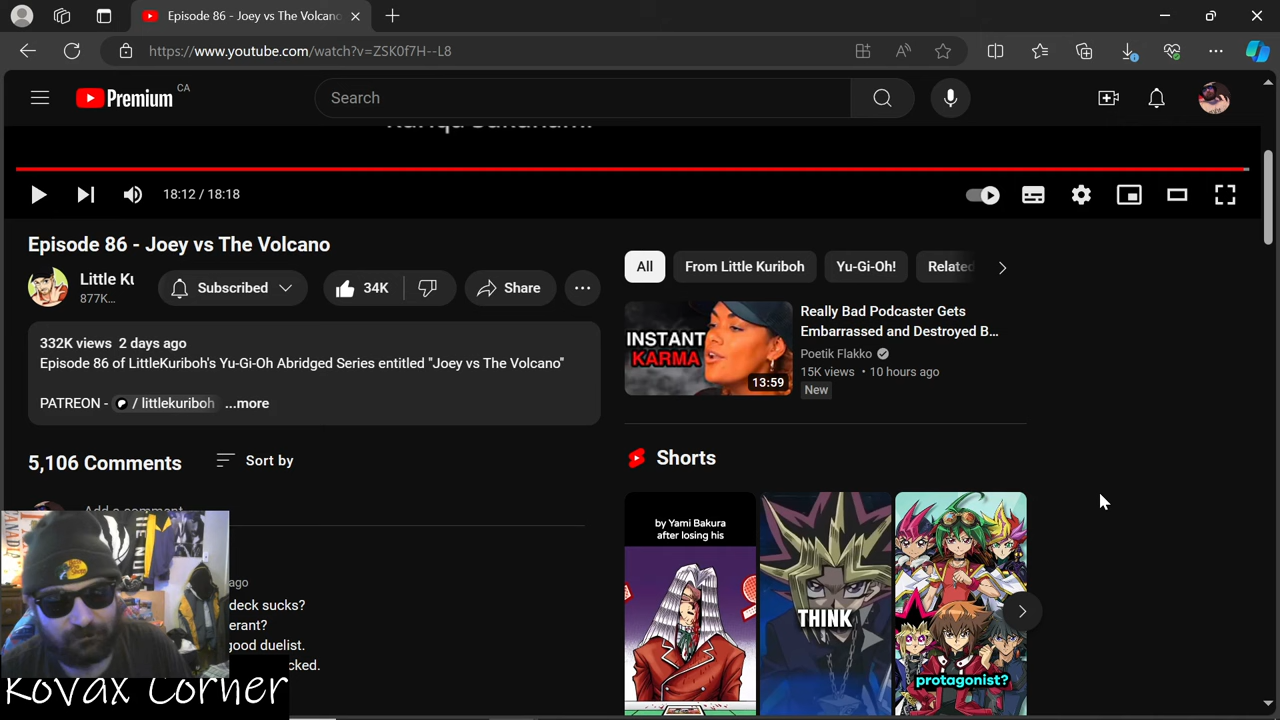 Episode 86 - Joey vs The Volcano
https://www.youtube.com/watch?v=ZSK0f7H--L8
Premium CA
Search
18:12 / 18:18
Episode 86 - Joey vs The Volcano
Little Ku
877K...
Subscribed
34K
Share
332K views 2 days ago
Episode 86 of LittleKuriboh's Yu-Gi-Oh Abridged Series entitled "Joey vs The Volcano"
PATREON - / littlekuriboh ...more
5,106 Comments
Sort by
Add a comment
ago
deck sucks?
erant?
good duelist.
cked.
KoVax Corner
All
From Little Kuriboh
Yu-Gi-Oh!
Related
INSTANT
KARMA
13:59
Really Bad Podcaster Gets
Embarrassed and Destroyed B...
Poetik Flakko
15K views • 10 hours ago
New
Shorts
by Yami Bakura
after losing his
THINK
protagonist?